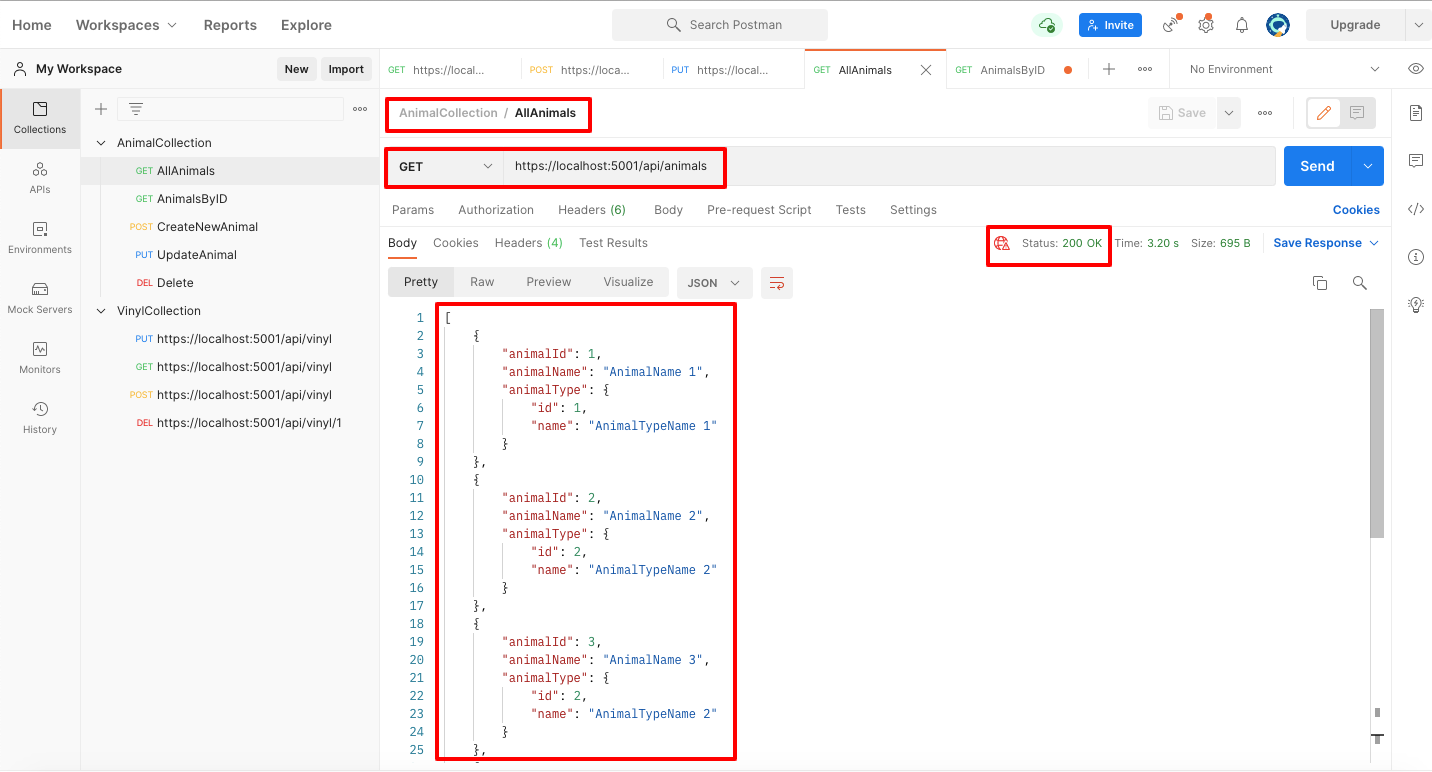 Home Workspaces Reports Explore Search Postman Invite Upgrade
My Workspace New Import
GET https://local... POST https://loca... PUT https://local... GET AllAnimals GET AnimalsByID No Environment
Collections
APIs
Environments
Mock Servers
Monitors
History
AnimalCollection
GET AllAnimals
GET AnimalsByID
POST CreateNewAnimal
PUT UpdateAnimal
DEL Delete
VinylCollection
PUT https://localhost:5001/api/vinyl
GET https://localhost:5001/api/vinyl
POST https://localhost:5001/api/vinyl
DEL https://localhost:5001/api/vinyl/1
AnimalCollection / AllAnimals Save
GET https://localhost:5001/api/animals Send
Params Authorization Headers (6) Body Pre-request Script Tests Settings Cookies
Body Cookies Headers (4) Test Results Status: 200 OK Time: 3.20 s Size: 695 B Save Response
Pretty Raw Preview Visualize JSON
1 [
2 {
3 "animalId": 1,
4 "animalName": "AnimalName 1",
5 "animalType": {
6 "id": 1,
7 "name": "AnimalTypeName 1"
8 }
9 },
10 {
11 "animalId": 2,
12 "animalName": "AnimalName 2",
13 "animalType": {
14 "id": 2,
15 "name": "AnimalTypeName 2"
16 }
17 },
18 {
19 "animalId": 3,
20 "animalName": "AnimalName 3",
21 "animalType": {
22 "id": 2,
23 "name": "AnimalTypeName 2"
24 }
25 },